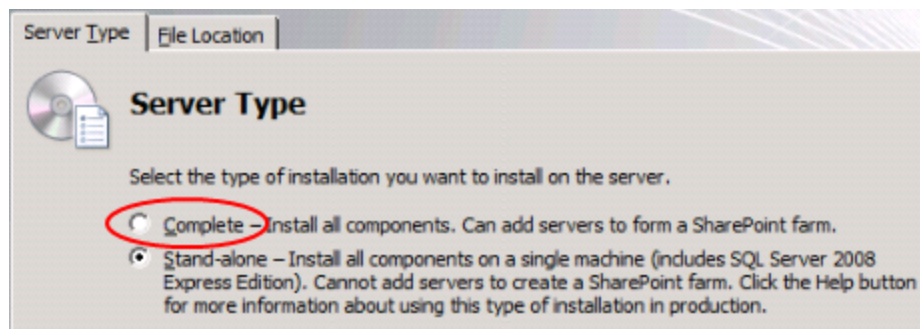 Server Type
File Location
Server Type
Select the type of installation you want to install on the server.
Complete – Install all components. Can add servers to form a SharePoint farm.
Stand-alone – Install all components on a single machine (includes SQL Server 2008
Express Edition). Cannot add servers to create a SharePoint farm. Click the Help button
for more information about using this type of installation in production.